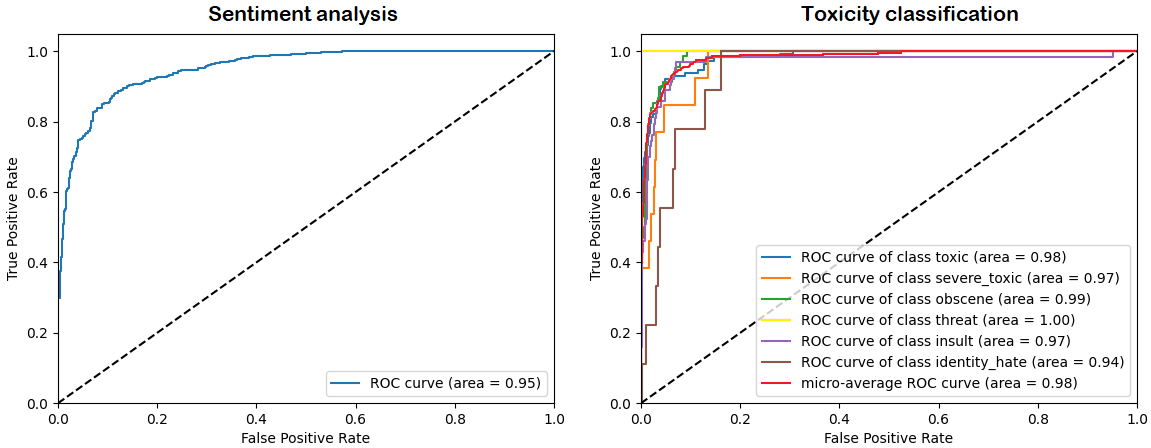 Sentiment analysis
1.0
0.8
0.6
0.4
0.2
0.0
True Positive Rate
ROC curve (area = 0.95)
0.0 0.2 0.4 0.6 0.8 1.0
False Positive Rate
Toxicity classification
1.0
0.8
0.6
0.4
0.2
0.0
True Positive Rate
ROC curve of class toxic (area = 0.98)
ROC curve of class severe_toxic (area = 0.97)
ROC curve of class obscene (area = 0.99)
ROC curve of class threat (area = 1.00)
ROC curve of class insult (area = 0.97)
ROC curve of class identity_hate (area = 0.94)
micro-average ROC curve (area = 0.98)
0.0 0.2 0.4 0.6 0.8 1.0
False Positive Rate